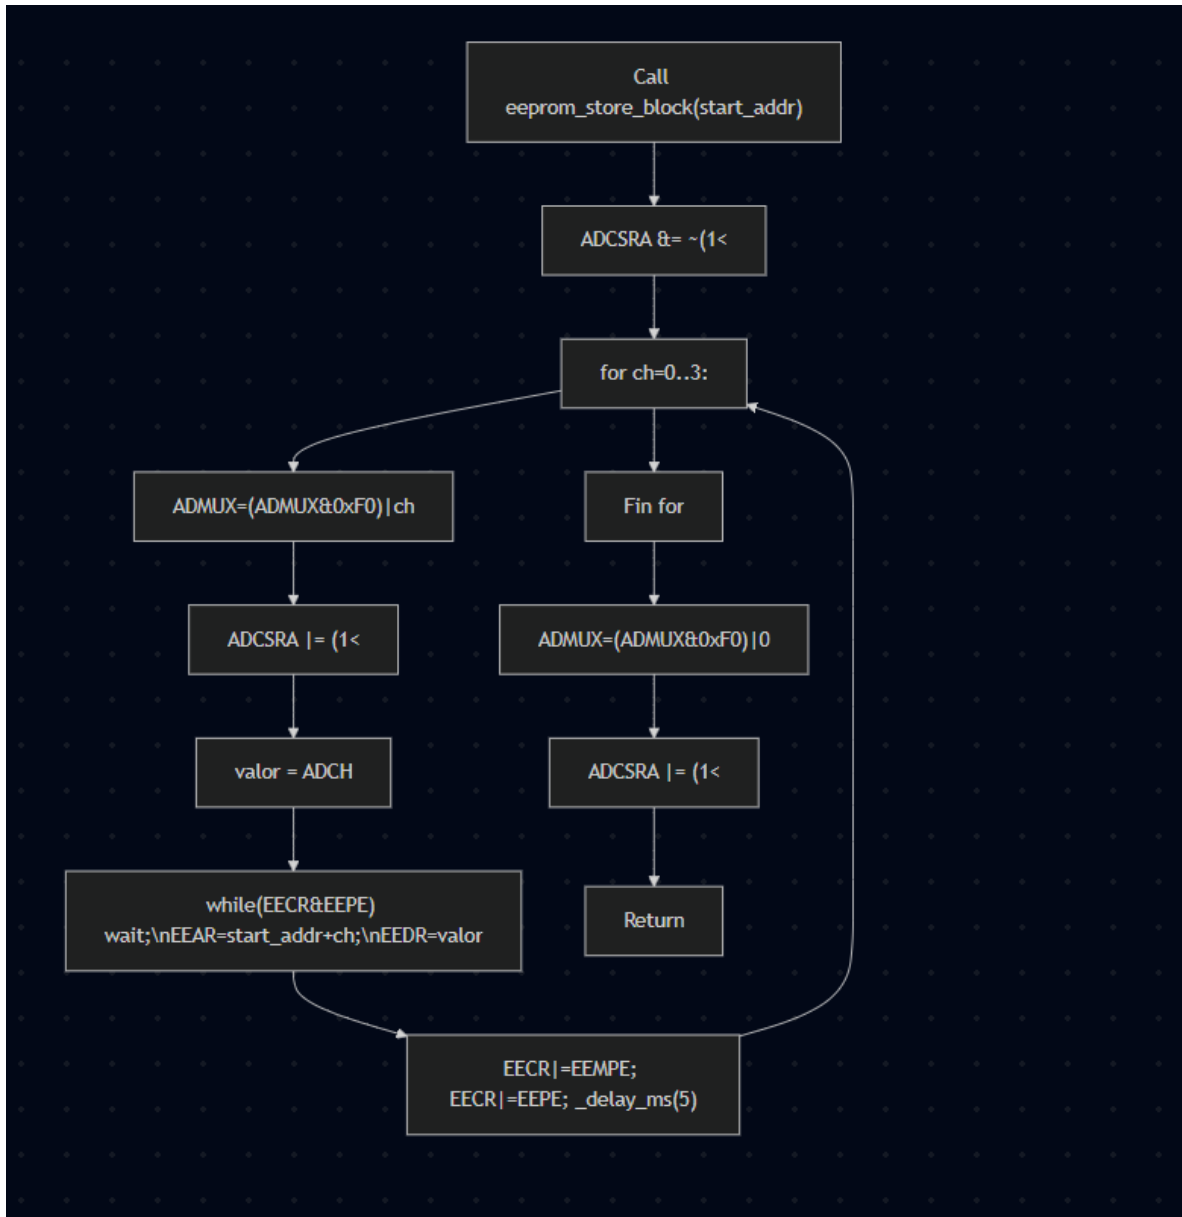 Call
eeprom_store_block(start_addr)
ADCSRA &= ~(1<
for ch=0..3:
ADMUX=(ADMUX&0xF0)|ch
ADCSRA |= (1<
valor = ADCH
while(EECR&EEPE)
wait;\nEEAR=start_addr+ch;\nEEDR=valor
EECR|=EEMPE;
EECR|=EEPE; _delay_ms(5)
Fin for
ADMUX=(ADMUX&0xF0)|0
ADCSRA |= (1<
Return